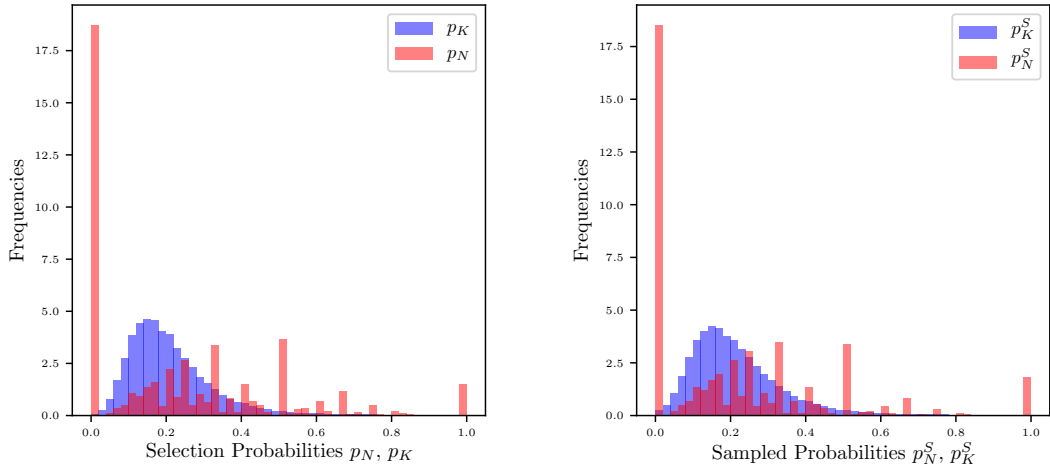 p_K
p_N
17.5
15.0
12.5
10.0
7.5
5.0
2.5
0.0
Frequencies
0.0 0.2 0.4 0.6 0.8 1.0
Selection Probabilities p_N, p_K
p_K^S
p_N^S
17.5
15.0
12.5
10.0
7.5
5.0
2.5
0.0
Frequencies
0.0 0.2 0.4 0.6 0.8 1.0
Sampled Probabilities p_N^S, p_K^S